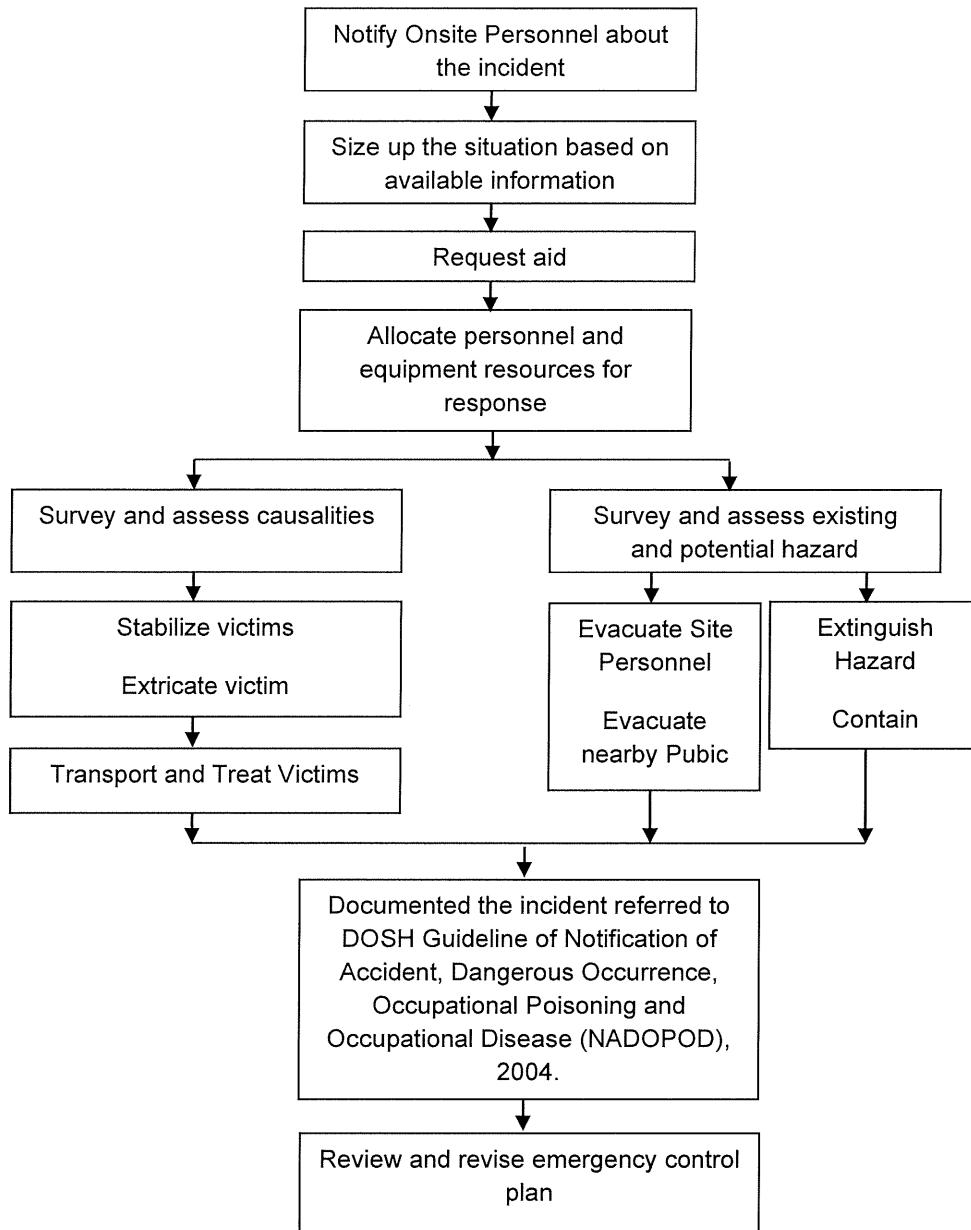 Notify Onsite Personnel about
the incident
Size up the situation based on
available information
Request aid
Allocate personnel and
equipment resources for
response
Survey and assess causalities
Stabilize victims
Extricate victim
Transport and Treat Victims
Survey and assess existing
and potential hazard
Evacuate Site
Personnel
Evacuate
nearby Pubic
Extinguish
Hazard
Contain
Documented the incident referred to
DOSH Guideline of Notification of
Accident, Dangerous Occurrence,
Occupational Poisoning and
Occupational Disease (NADOPOD),
2004.
Review and revise emergency control
plan